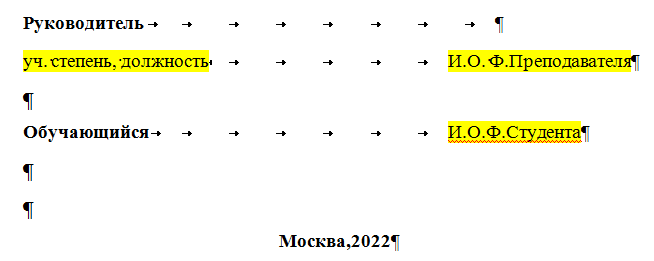 Руководитель
уч. степень, должность И.О. Ф.Преподавателя
Обучающийся И.О.Ф.Студента
Москва,2022